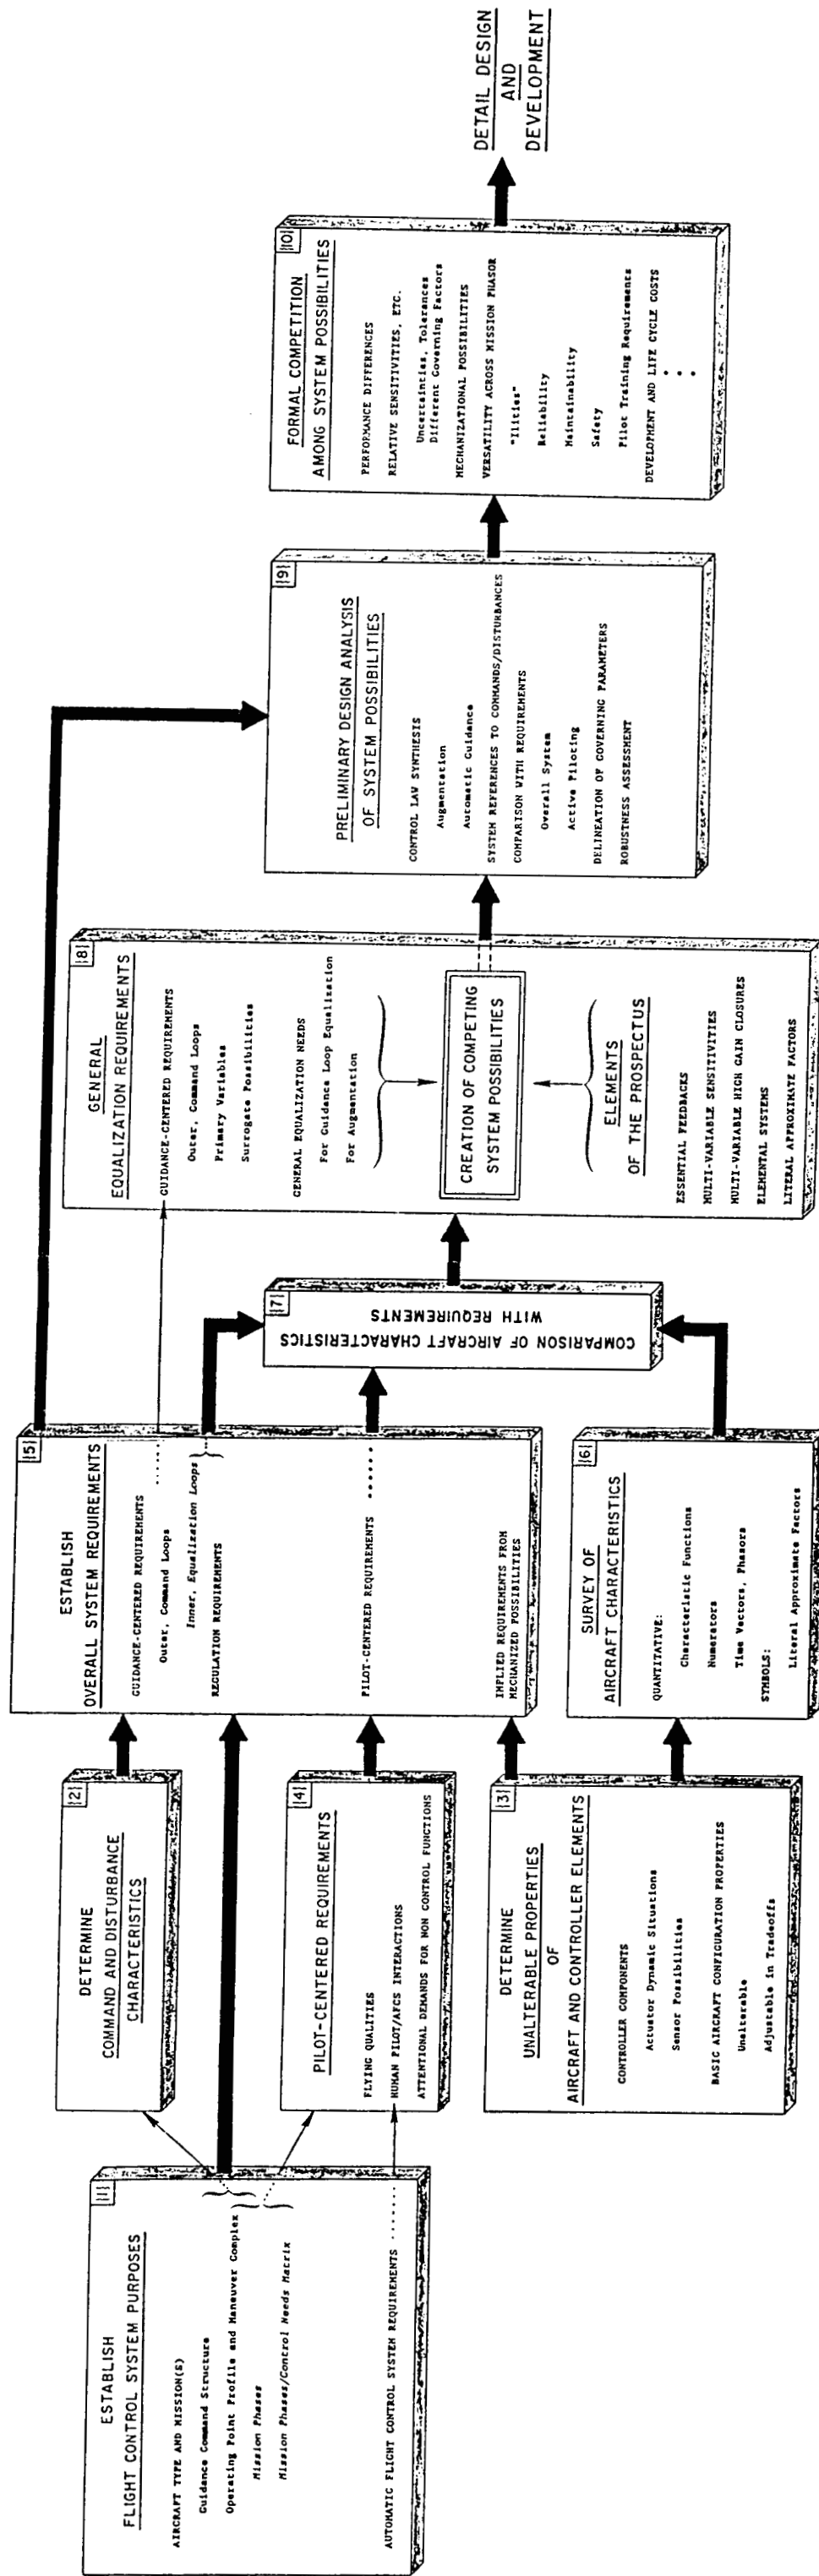 |1|
ESTABLISH
FLIGHT CONTROL SYSTEM PURPOSES
AIRCRAFT TYPE AND MISSION(S)
Guidance Command Structure
Operating Point Profile and Maneuver Complex
Mission Phases
Mission Phases/Control Needs Matrix
AUTOMATIC FLIGHT CONTROL SYSTEM REQUIREMENTS ........
|2|
DETERMINE
COMMAND AND DISTURBANCE
CHARACTERISTICS
|4|
PILOT-CENTERED REQUIREMENTS
FLYING QUALITIES
HUMAN PILOT/AFCS INTERACTIONS
ATTENTIONAL DEMANDS FOR NON CONTROL FUNCTIONS
|3|
DETERMINE
UNALTERABLE PROPERTIES
OF
AIRCRAFT AND CONTROLLER ELEMENTS
CONTROLLER COMPONENTS
Actuator Dynamic Situations
Sensor Possibilities
BASIC AIRCRAFT CONFIGURATION PROPERTIES
Unalterable
Adjustable in Tradeoffs
|5|
ESTABLISH
OVERALL SYSTEM REQUIREMENTS
GUIDANCE-CENTERED REQUIREMENTS
Outer, Command Loops ......
Inner, Equalization Loops
REGULATION REQUIREMENTS
PILOT-CENTERED REQUIREMENTS ......
IMPLIED REQUIREMENTS FROM
MECHANIZED POSSIBILITIES
|6|
SURVEY OF
AIRCRAFT CHARACTERISTICS
QUANTITATIVE:
Characteristic Functions
Numerators
Time Vectors, Phasors
SYMBOLS:
Literal Approximate Factors
|7|
COMPARISON OF AIRCRAFT CHARACTERISTICS
WITH REQUIREMENTS
|8|
GENERAL
EQUALIZATION REQUIREMENTS
GUIDANCE-CENTERED REQUIREMENTS
Outer, Command Loops
Primary Variables
Surrogate Possibilities
GENERAL EQUALIZATION NEEDS
For Guidance Loop Equalization
For Augmentation
CREATION OF COMPETING
SYSTEM POSSIBILITIES
ELEMENTS
OF THE PROSPECTUS
ESSENTIAL FEEDBACKS
MULTI-VARIABLE SENSITIVITIES
MULTI-VARIABLE HIGH GAIN CLOSURES
ELEMENTAL SYSTEMS
LITERAL APPROXIMATE FACTORS
|9|
PRELIMINARY DESIGN ANALYSIS
OF SYSTEM POSSIBILITIES
CONTROL LAW SYNTHESIS
Augmentation
Automatic Guidance
SYSTEM REFERENCES TO COMMANDS/DISTURBANCES
COMPARISON WITH REQUIREMENTS
Overall System
Active Piloting
DELINEATION OF GOVERNING PARAMETERS
ROBUSTNESS ASSESSMENT
|10|
FORMAL COMPETITION
AMONG SYSTEM POSSIBILITIES
PERFORMANCE DIFFERENCES
RELATIVE SENSITIVITIES, ETC.
Uncertainties, Tolerances
Different Governing Factors
MECHANIZATIONAL POSSIBILITIES
VERSATILITY ACROSS MISSION PHASOR
"Ilities"
Reliability
Maintainability
Safety
Pilot Training Requirements
DEVELOPMENT AND LIFE CYCLE COSTS
DETAIL DESIGN
AND
DEVELOPMENT